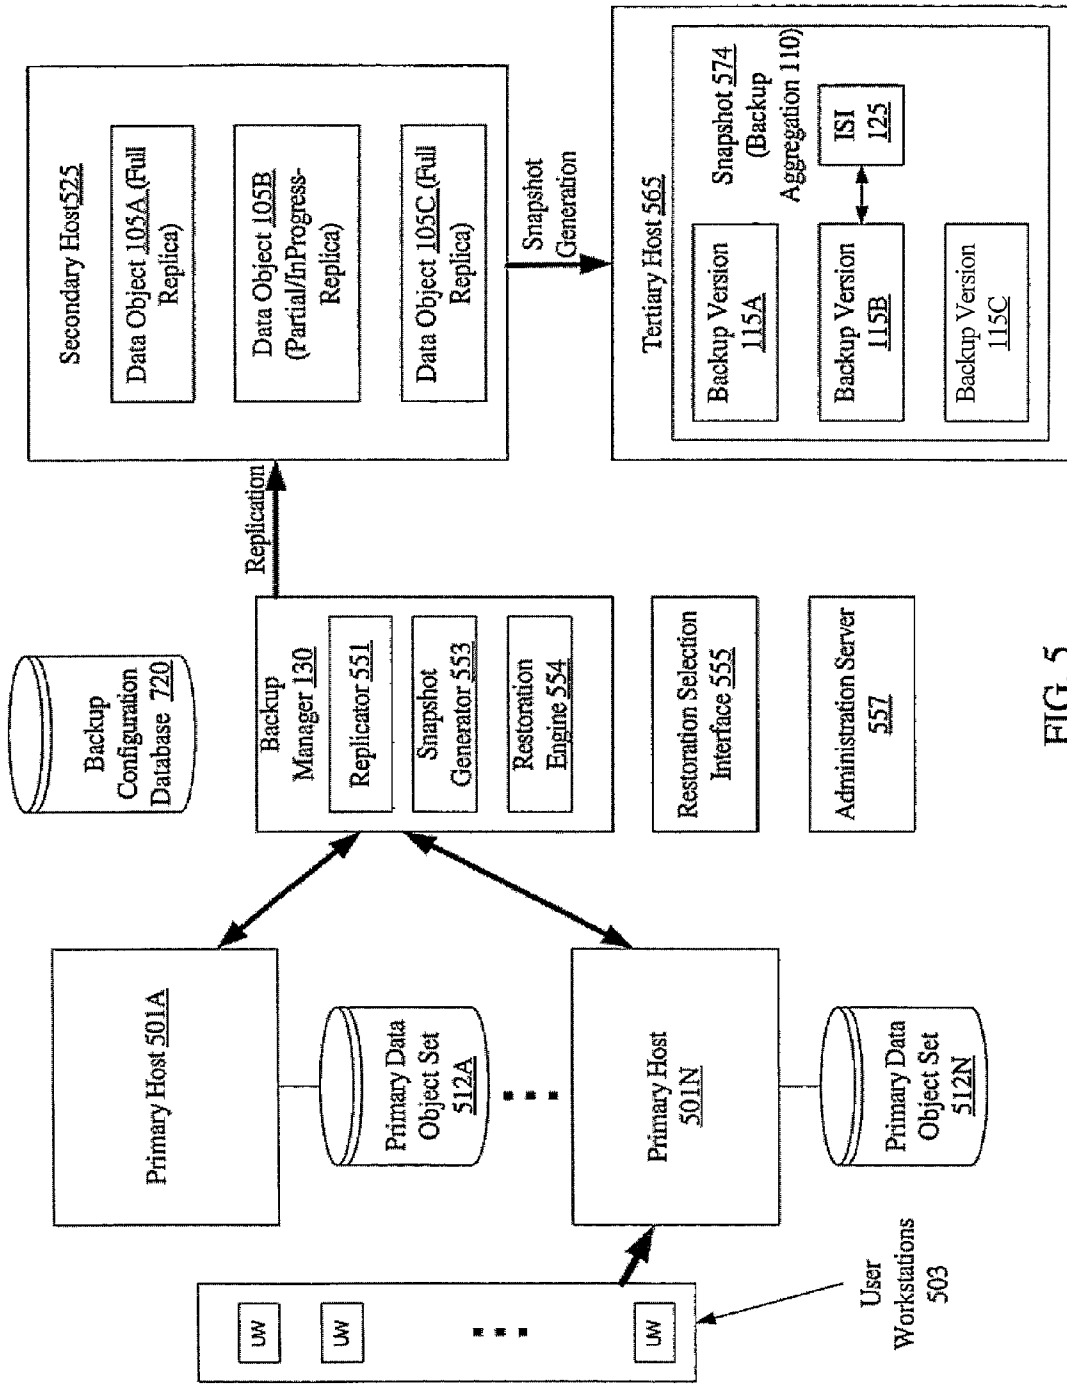 UW
UW
UW
User
Workstations
503
Primary Host 501A
Primary Data
Object Set
512A
Primary Host
501N
Primary Data
Object Set
512N
Backup
Configuration
Database 720
Backup
Manager 130
Replicator 551
Snapshot
Generator 553
Restoration
Engine 554
Restoration Selection
Interface 555
Administration Server
557
Replication
Secondary Host525
Data Object 105A (Full
Replica)
Data Object 105B
(Partial/InProgress-
Replica)
Data Object 105C (Full
Replica)
Snapshot
Generation
Tertiary Host 565
Snapshot 574
(Backup
Aggregation 110)
Backup Version
115A
Backup Version
115B
ISI
125
Backup Version
115C
FIG. 5